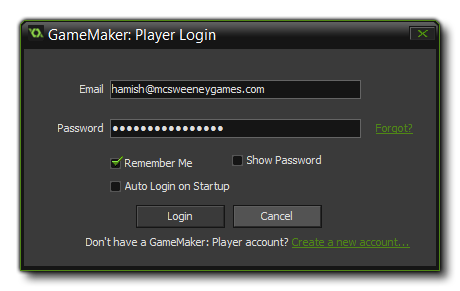 GameMaker: Player Login
Email hamish@mcsweeneygames.com
Password ●●●●●●●●●●●●●●●● Forgot?
Remember Me Show Password
Auto Login on Startup
Login Cancel
Don't have a GameMaker: Player account? Create a new account...